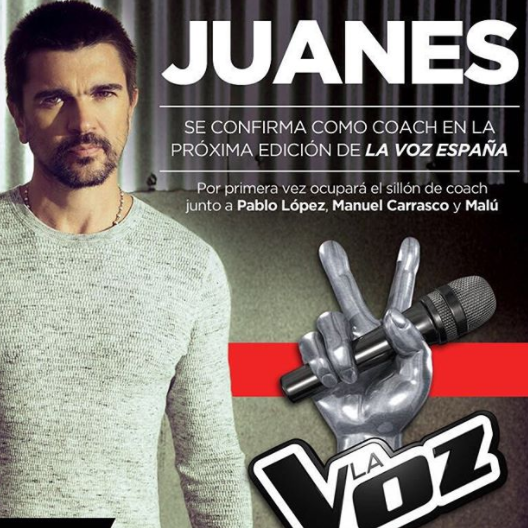 JUANES
SE CONFIRMA COMO COACH EN LA
PRÓXIMA EDICIÓN DE LA VOZ ESPAÑA
Por primera vez ocupará el sillón de coach
junto a Pablo López, Manuel Carrasco y Malú
LA
VOZ